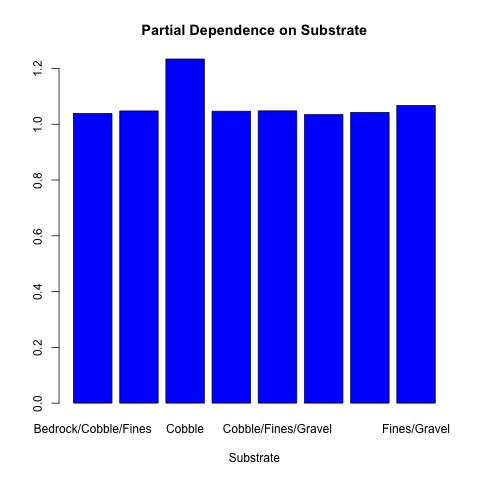 Partial Dependence on Substrate
1.2
1.0
0.8
0.6
0.4
0.2
0.0
Bedrock/Cobble/Fines Cobble Cobble/Fines/Gravel Fines/Gravel
Substrate